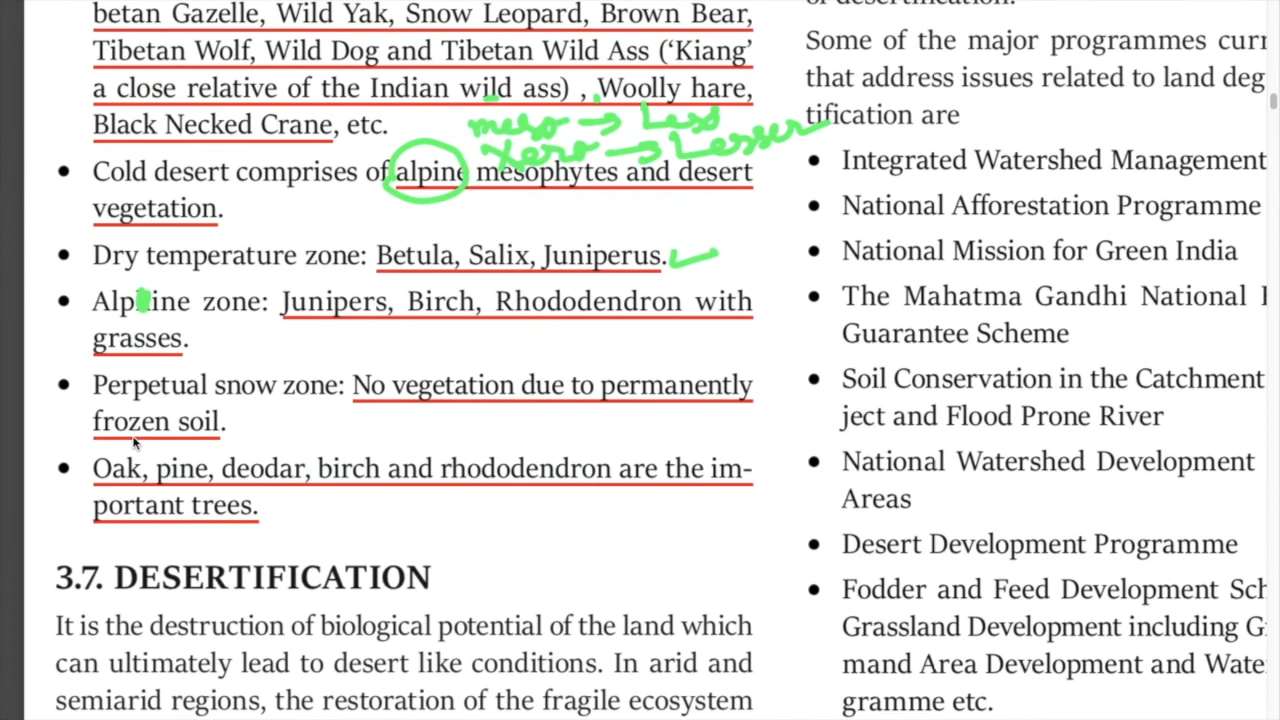 betan Gazelle, Wild Yak, Snow Leopard, Brown Bear,
Tibetan Wolf, Wild Dog and Tibetan Wild Ass (‘Kiang’
a close relative of the Indian wild ass) , Woolly hare,
Black Necked Crane, etc.
meso → Less
Xero → Lesser
• Cold desert comprises of alpine mesophytes and desert
vegetation.
• Dry temperature zone: Betula, Salix, Juniperus.
• Alpine zone: Junipers, Birch, Rhododendron with
grasses.
• Perpetual snow zone: No vegetation due to permanently
frozen soil.
• Oak, pine, deodar, birch and rhododendron are the im-
portant trees.
3.7. DESERTIFICATION
It is the destruction of biological potential of the land which
can ultimately lead to desert like conditions. In arid and
semiarid regions, the restoration of the fragile ecosystem
of desertification.
Some of the major programmes curr
that address issues related to land deg
tification are
• Integrated Watershed Management
• National Afforestation Programme
• National Mission for Green India
• The Mahatma Gandhi National
Guarantee Scheme
• Soil Conservation in the Catchment
ject and Flood Prone River
• National Watershed Development
Areas
• Desert Development Programme
• Fodder and Feed Development Sch
Grassland Development including G
mand Area Development and Wate
gramme etc.